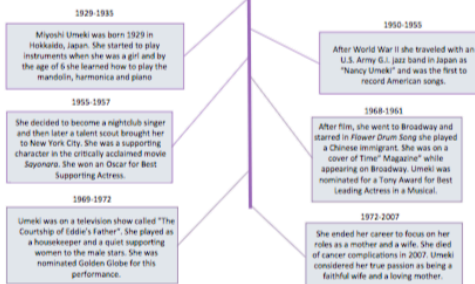 1929-1935
Miyoshi Umeki was born 1929 in
Hokkaido, Japan. She started to play
instruments when she was a girl and by
the age of 6 she learned how to play the
mandolin, harmonica and piano
1950-1955
After World War II she traveled with an
U.S. Army G.I. jazz band in Japan as
"Nancy Umeki" and was the first to
record American songs.
1955-1957
She decided to become a nightclub singer
and then later a talent scout brought her
to New York City. She was a supporting
character in the critically acclaimed movie
Sayonara. She won an Oscar for Best
Supporting Actress.
1968-1961
After film, she went to Broadway and
starred in Flower Drum Song she played
a Chinese immigrant. She was on a
cover of Time" Magazine" while
appearing on Broadway. Umeki was
nominated for a Tony Award for Best
Leading Actress in a Musical.
1969-1972
Umeki was on a television show called "The
Courtship of Eddie's Father". She played as
a housekeeper and a quiet supporting
women to the male stars. She was
nominated Golden Globe for this
performance.
1972-2007
She ended her career to focus on her
roles as a mother and a wife. She died
of cancer complications in 2007. Umeki
considered her true passion as being a
faithful wife and a loving mother.